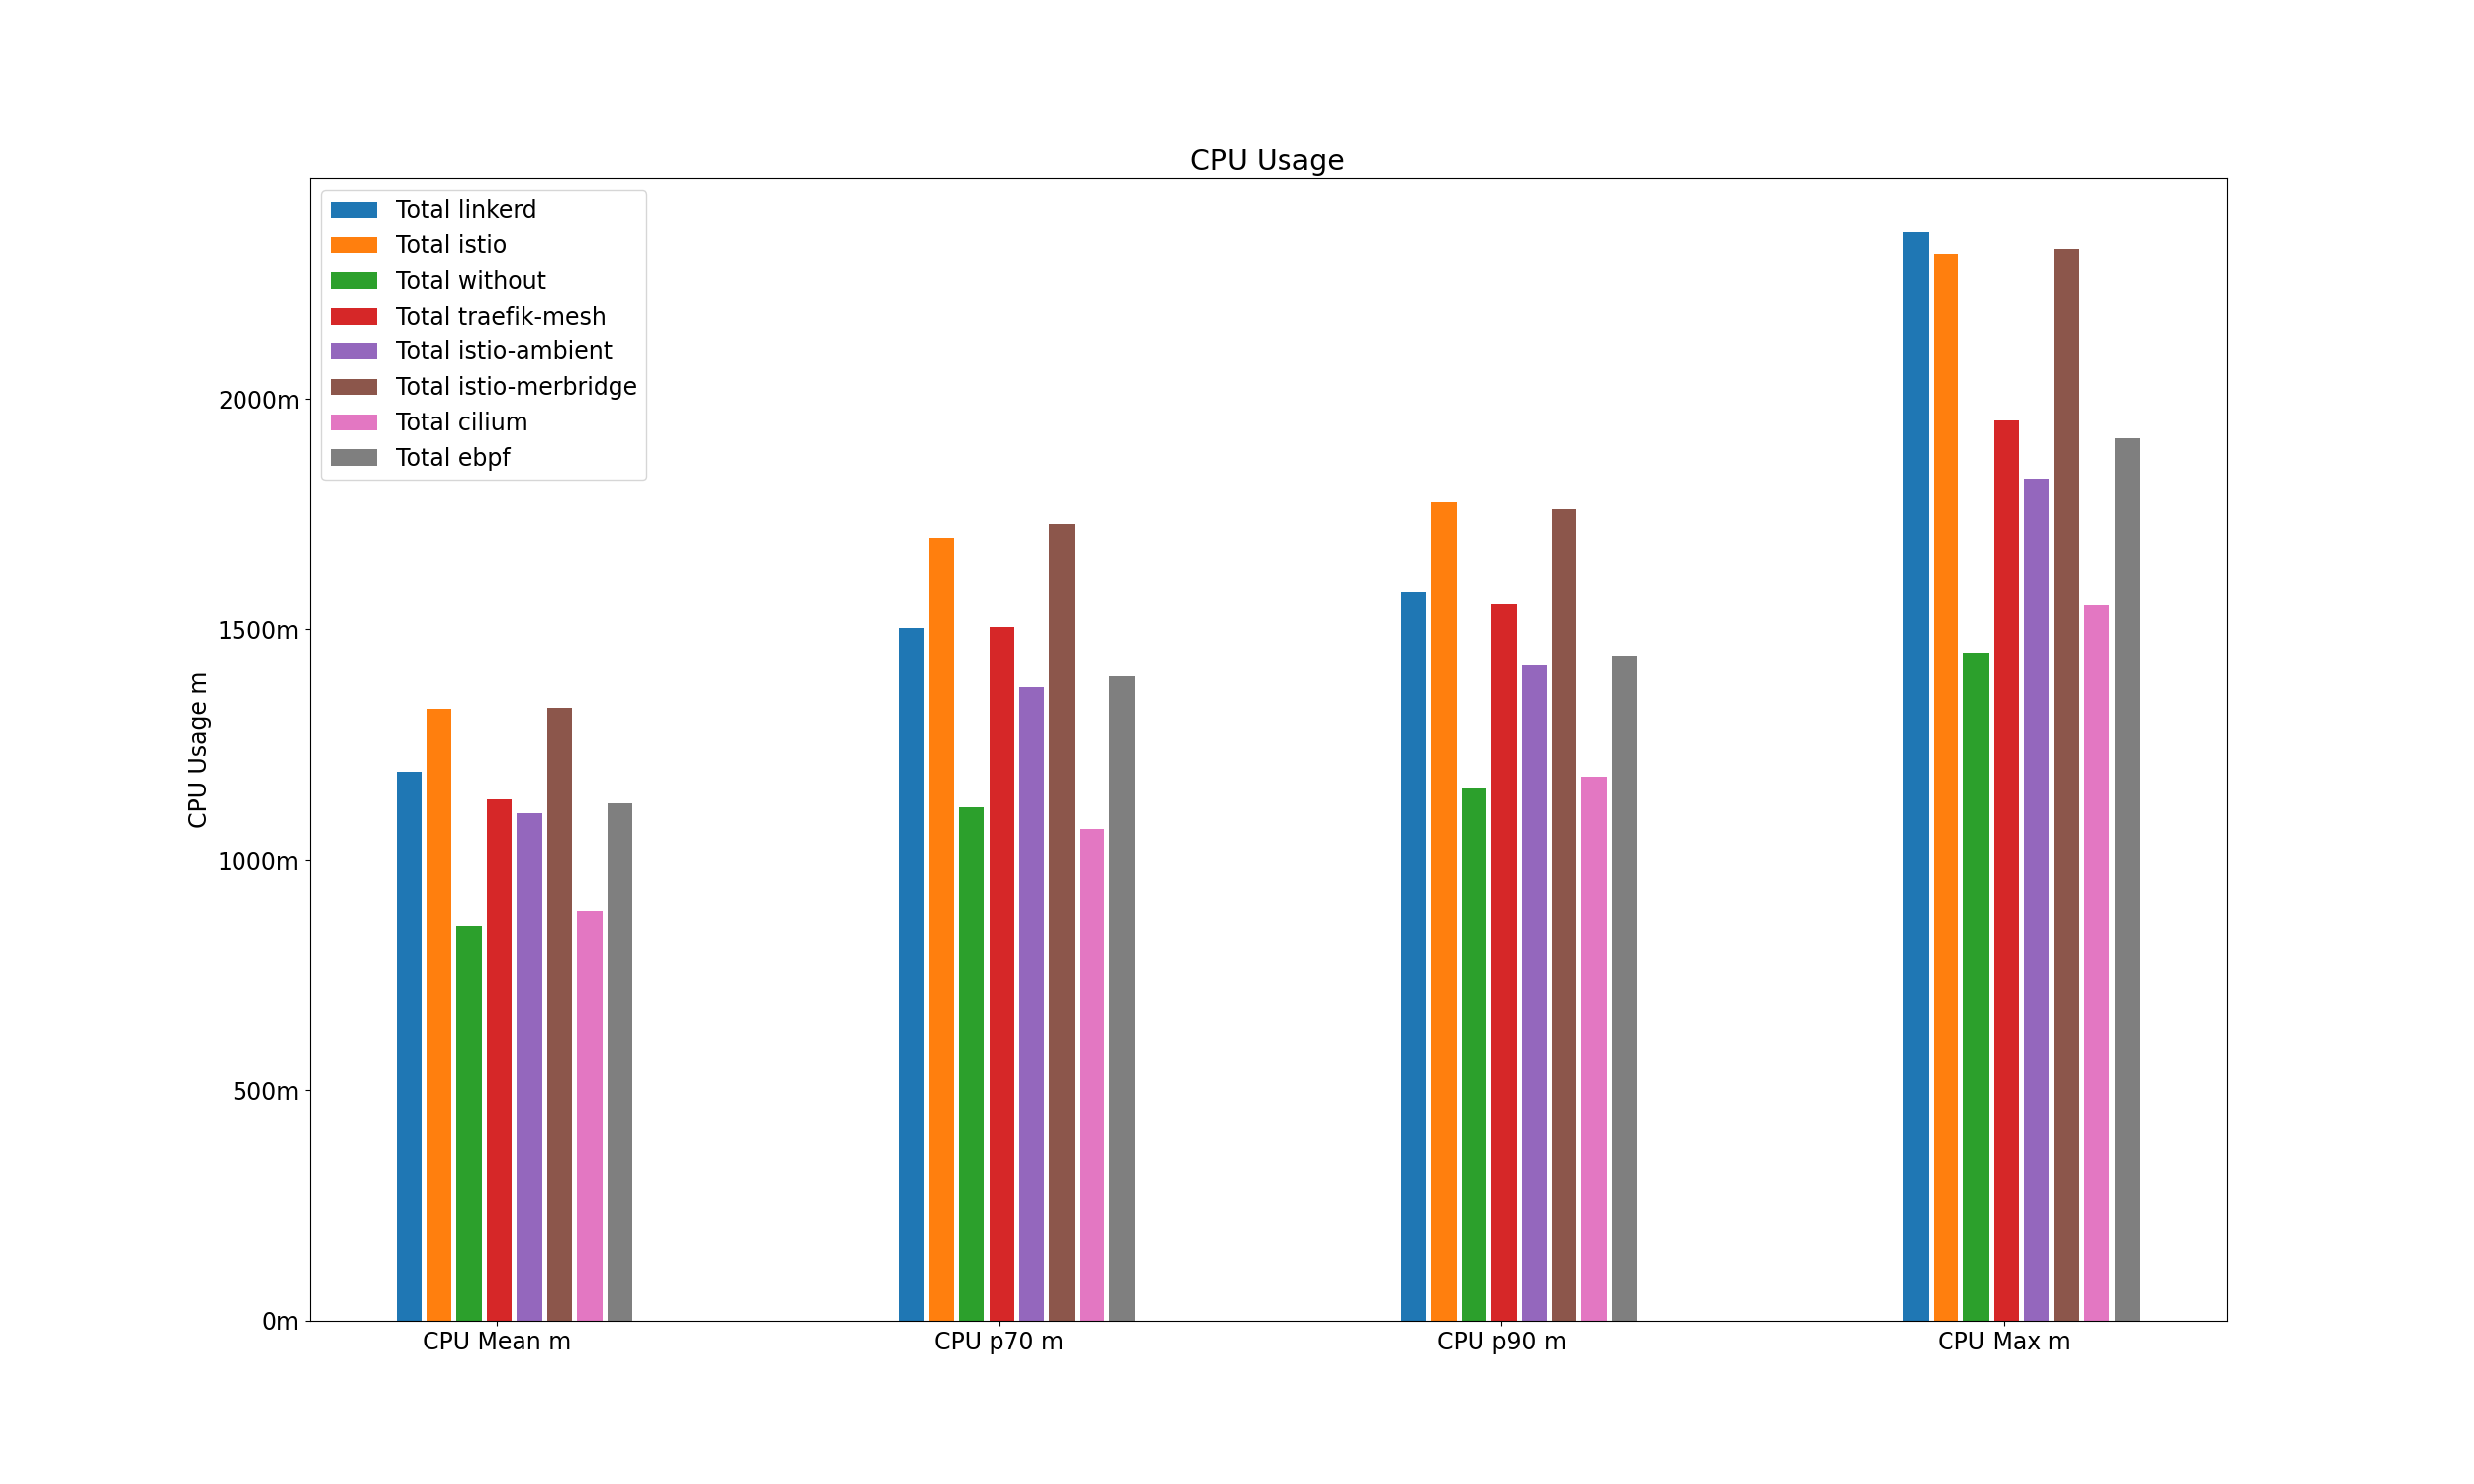 CPU Usage
Total linkerd
Total istio
Total without
Total traefik-mesh
Total istio-ambient
Total istio-merbridge
Total cilium
Total ebpf
CPU Usage m
2000m
1500m
1000m
500m
0m
CPU Mean m
CPU p70 m
CPU p90 m
CPU Max m